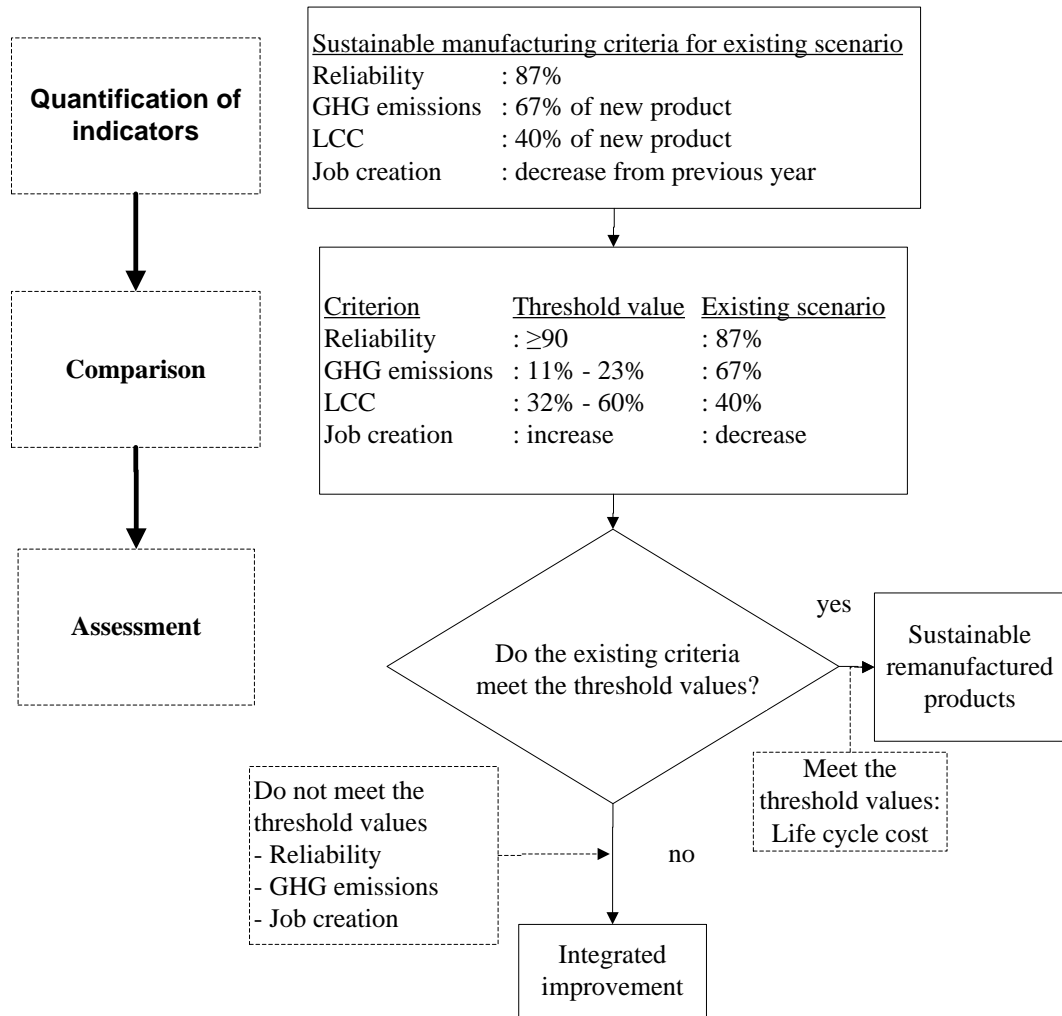 Quantification of
indicators
Sustainable manufacturing criteria for existing scenario
Reliability : 87%
GHG emissions : 67% of new product
LCC : 40% of new product
Job creation : decrease from previous year
Comparison
Criterion Threshold value Existing scenario
Reliability : ≥90 : 87%
GHG emissions : 11% - 23% : 67%
LCC : 32% - 60% : 40%
Job creation : increase : decrease
Assessment
Do the existing criteria
meet the threshold values?
yes
Sustainable
remanufactured
products
Meet the
threshold values:
Life cycle cost
Do not meet the
threshold values
- Reliability
- GHG emissions
- Job creation
no
Integrated
improvement